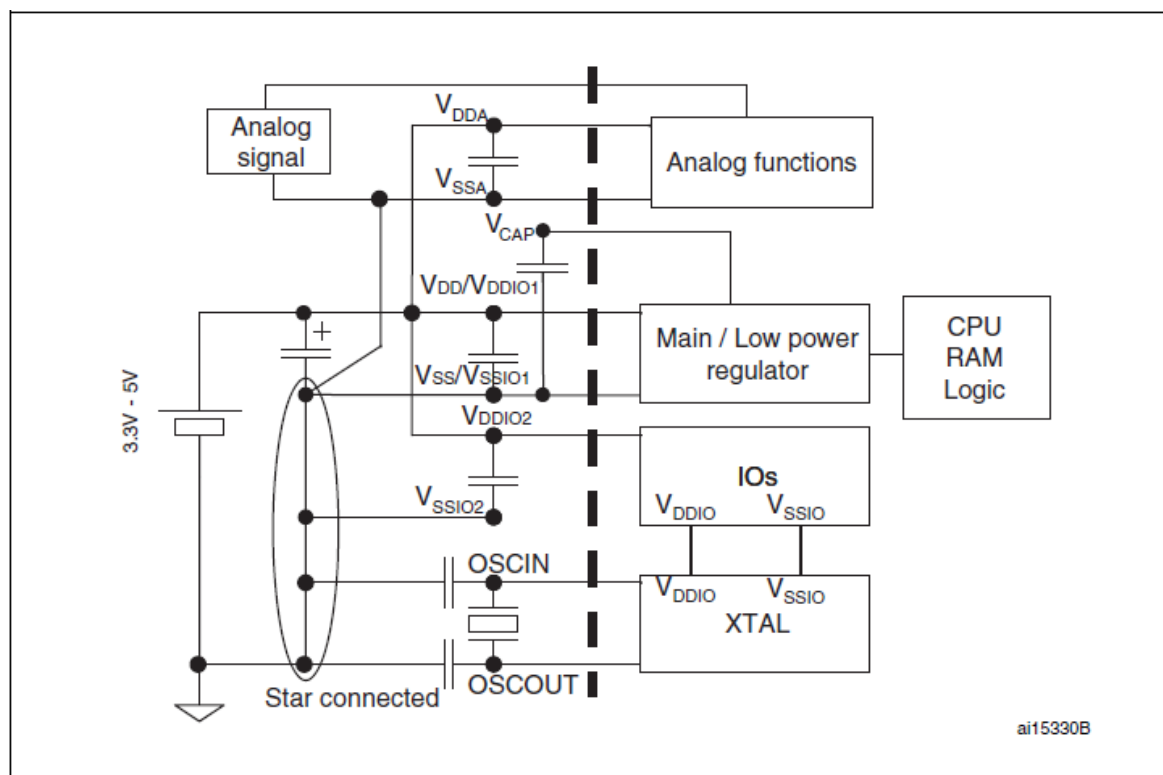 Analog
signal
VDDA
VSSA
Analog functions
VCAP
VDD/VDDIO1
+
3.3V - 5V
Main / Low power
regulator
CPU
RAM
Logic
VSS/VSSIO1
VDDIO2
IOs
VDDIO VSSIO
VSSIO2
OSCIN
VDDIO VSSIO
XTAL
OSCOUT
Star connected
ai15330B